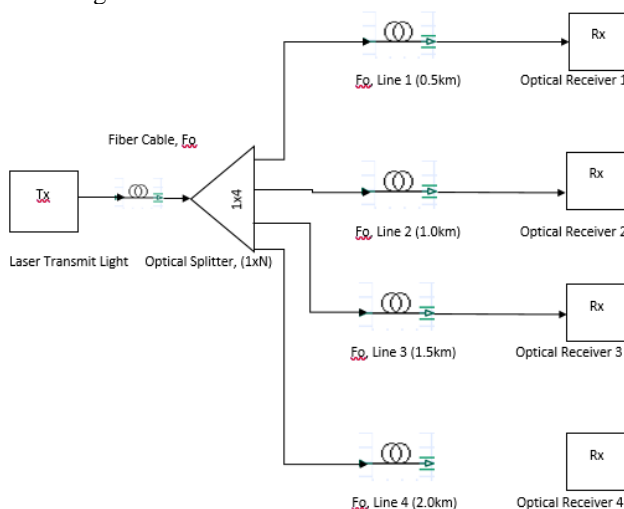 Rx
Fo, Line 1 (0.5km)
Optical Receiver 1
Fiber Cable, Fo
Tx
1x4
Rx
Laser Transmit Light
Optical Splitter, (1xN)
Fo, Line 2 (1.0km)
Optical Receiver 2
Rx
Fo, Line 3 (1.5km)
Optical Receiver 3
Rx
Fo, Line 4 (2.0km)
Optical Receiver 4